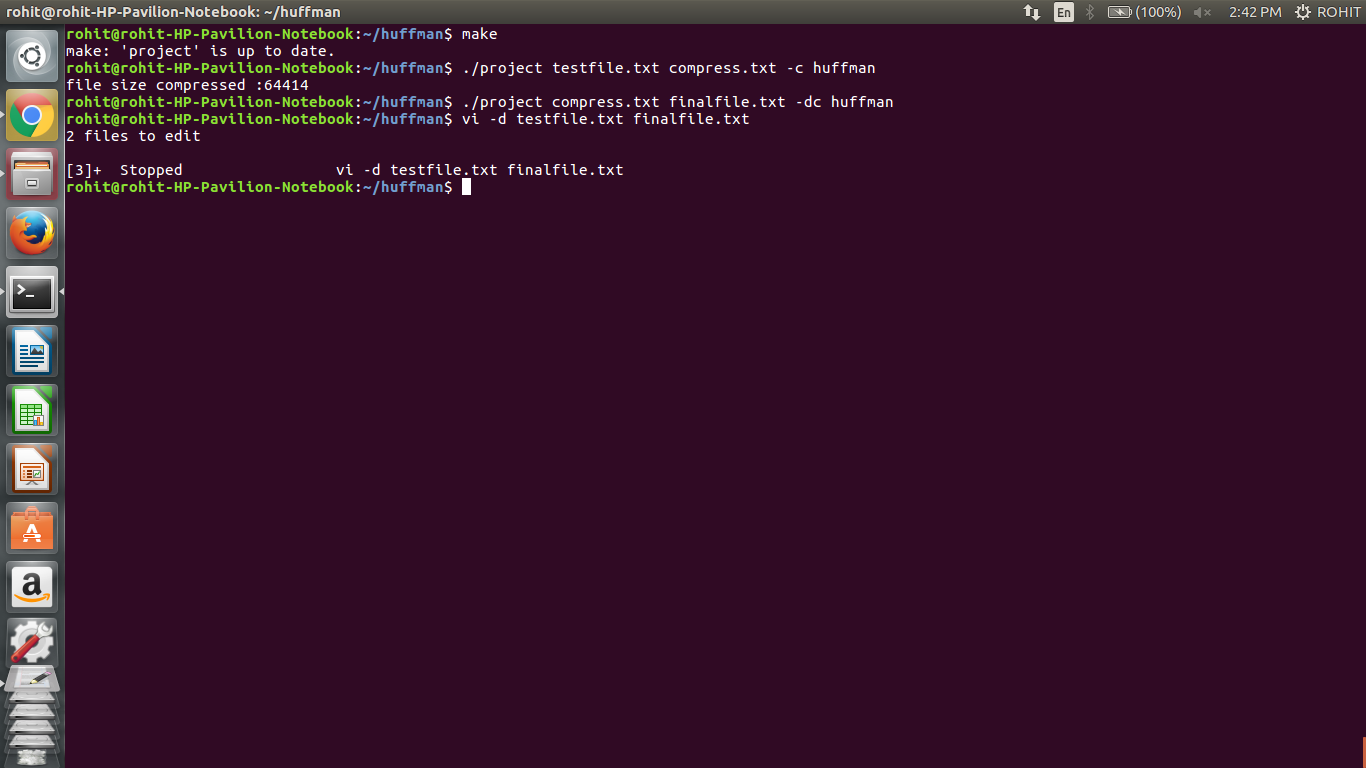 rohit@rohit-HP-Pavilion-Notebook: ~/huffman En (100%) 2:42 PM ROHIT
rohit@rohit-HP-Pavilion-Notebook:~/huffman$ make
make: 'project' is up to date.
rohit@rohit-HP-Pavilion-Notebook:~/huffman$ ./project testfile.txt compress.txt -c huffman
file size compressed :64414
rohit@rohit-HP-Pavilion-Notebook:~/huffman$ ./project compress.txt finalfile.txt -dc huffman
rohit@rohit-HP-Pavilion-Notebook:~/huffman$ vi -d testfile.txt finalfile.txt
2 files to edit
[3]+  Stopped                 vi -d testfile.txt finalfile.txt
rohit@rohit-HP-Pavilion-Notebook:~/huffman$